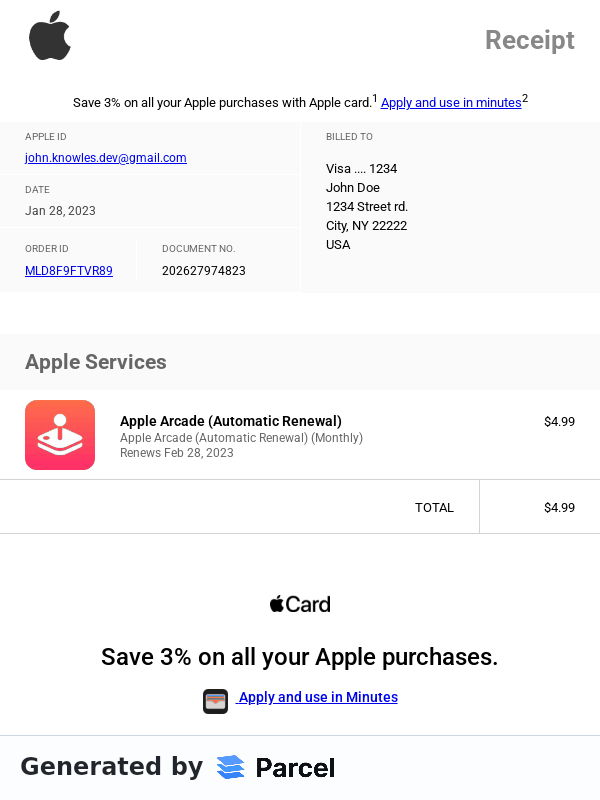 Receipt
Save 3% on all your Apple purchases with Apple card.1 Apply and use in minutes2
APPLE ID
john.knowles.dev@gmail.com
DATE
Jan 28, 2023
ORDER ID
MLD8F9FTVR89
DOCUMENT NO.
202627974823
BILLED TO
Visa .... 1234
John Doe
1234 Street rd.
City, NY 22222
USA
Apple Services
Apple Arcade (Automatic Renewal)
$4.99
Apple Arcade (Automatic Renewal) (Monthly)
Renews Feb 28, 2023
TOTAL
$4.99
Card
Save 3% on all your Apple purchases.
Apply and use in Minutes
Generated by Parcel